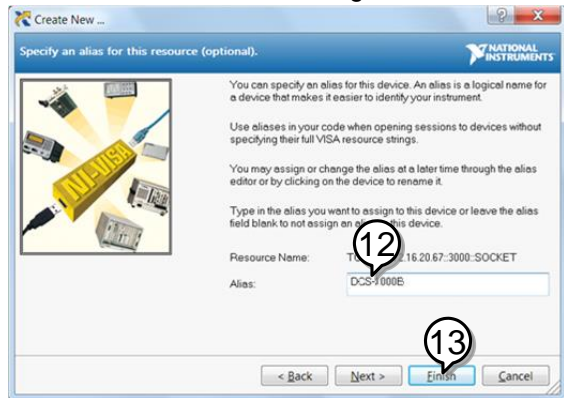 Create New ...
Specify an alias for this resource (optional).
NATIONAL
INSTRUMENTS
NI-VISA
You can specify an alias for this device. An alias is a logical name for
a device that makes it easier to identify your instrument.
Use aliases in your code when opening sessions to devices without
specifying their full VISA resource strings.
You may assign or change the alias at a later time through the alias
editor or by clicking on the device to rename it.
Type in the alias you want to assign to this device or leave the alias
field blank to not assign an alias to this device.
12
Resource Name: 2.16.20.67::3000::SOCKET
Alias:
13
< Back Next > Finish Cancel